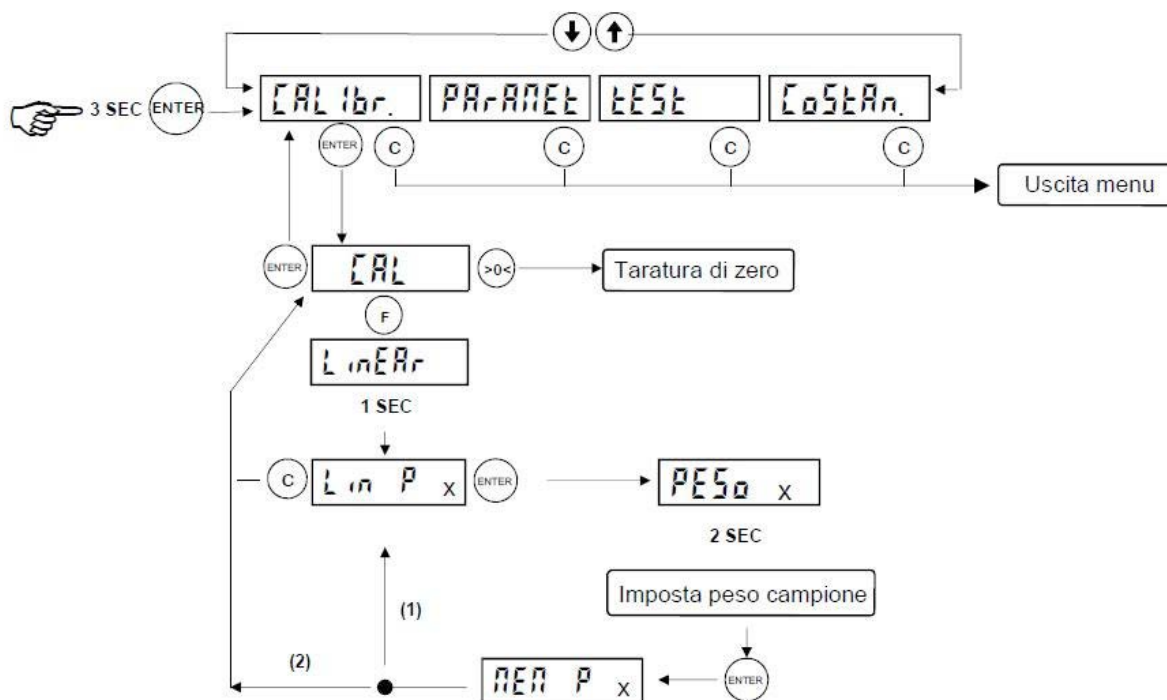 3 SEC ENTER CALIbr. PArAMEt tESt CoStAn.
ENTER C C C C
Uscita menu
ENTER CAL >0< Taratura di zero
F
LinEAr
1 SEC
C Lin P X ENTER PESo X
2 SEC
Imposta peso campione
(1)
(2)
MEM P X ENTER